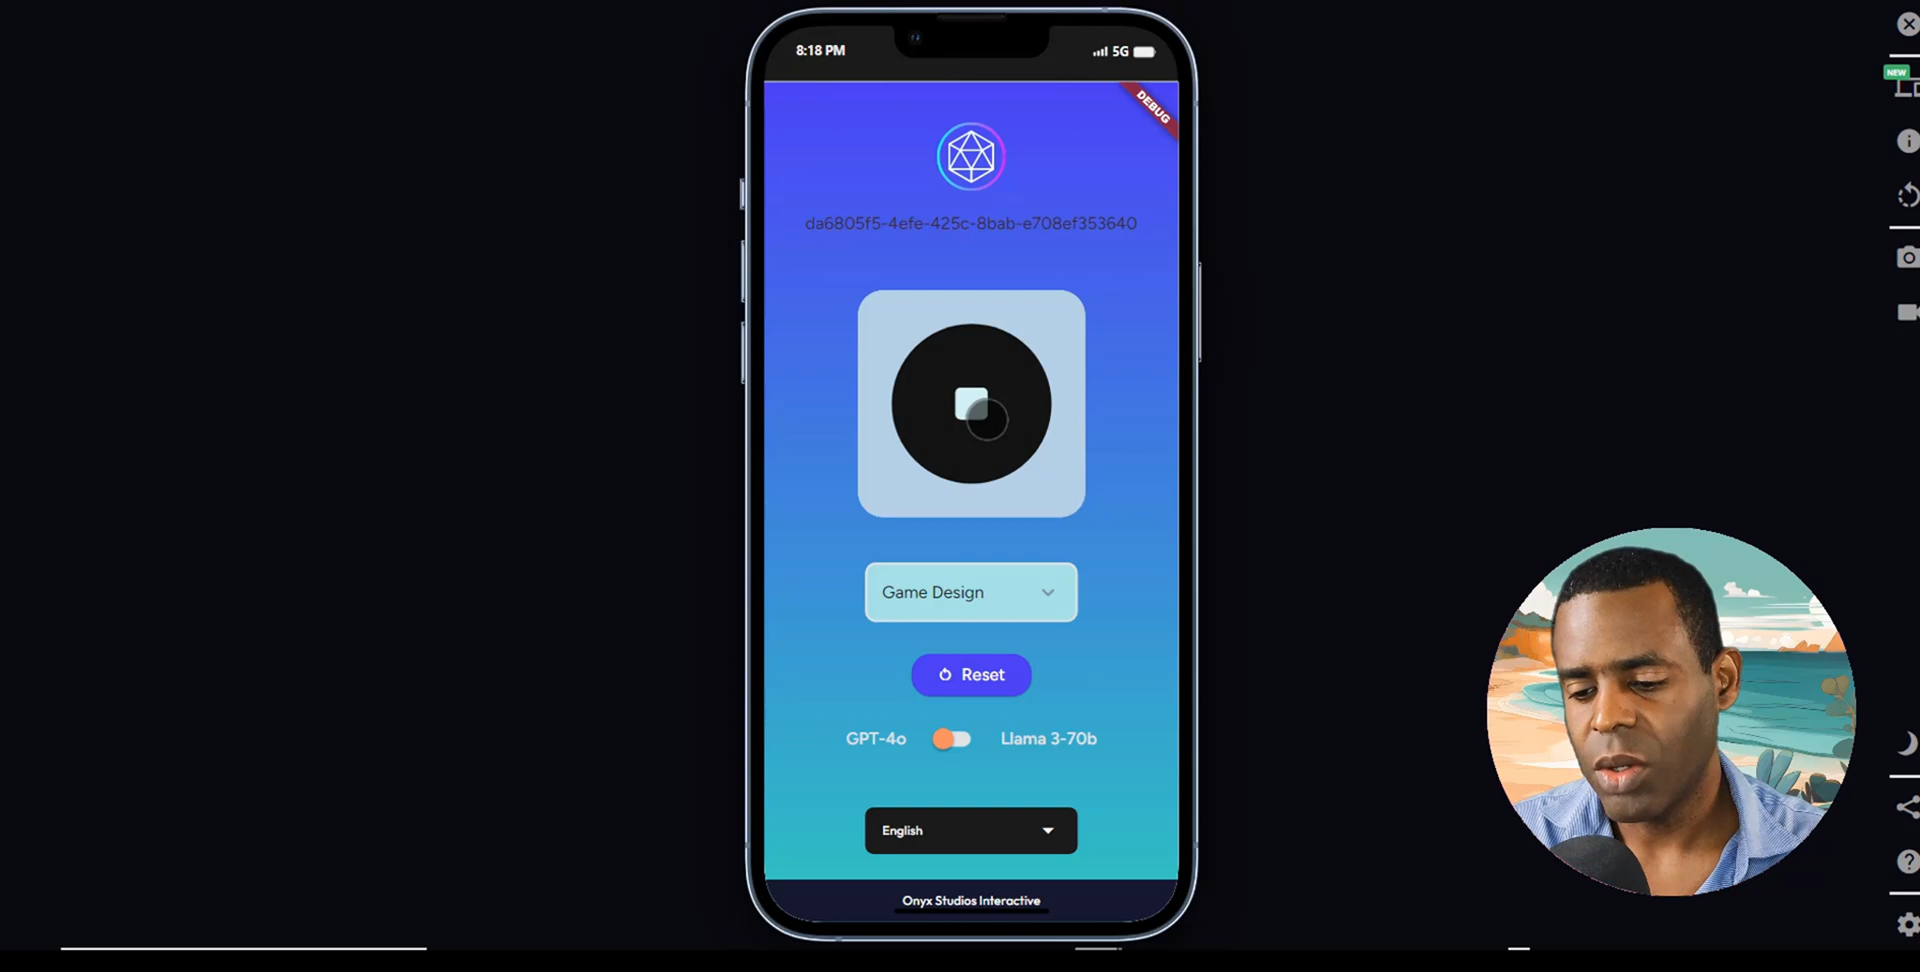 8:18 PM
5G
DEBUG
NEW
da6805f5-4efe-425c-8bab-e708ef353640
Game Design
Reset
GPT-4o
Llama 3-70b
English
Onyx Studios Interactive